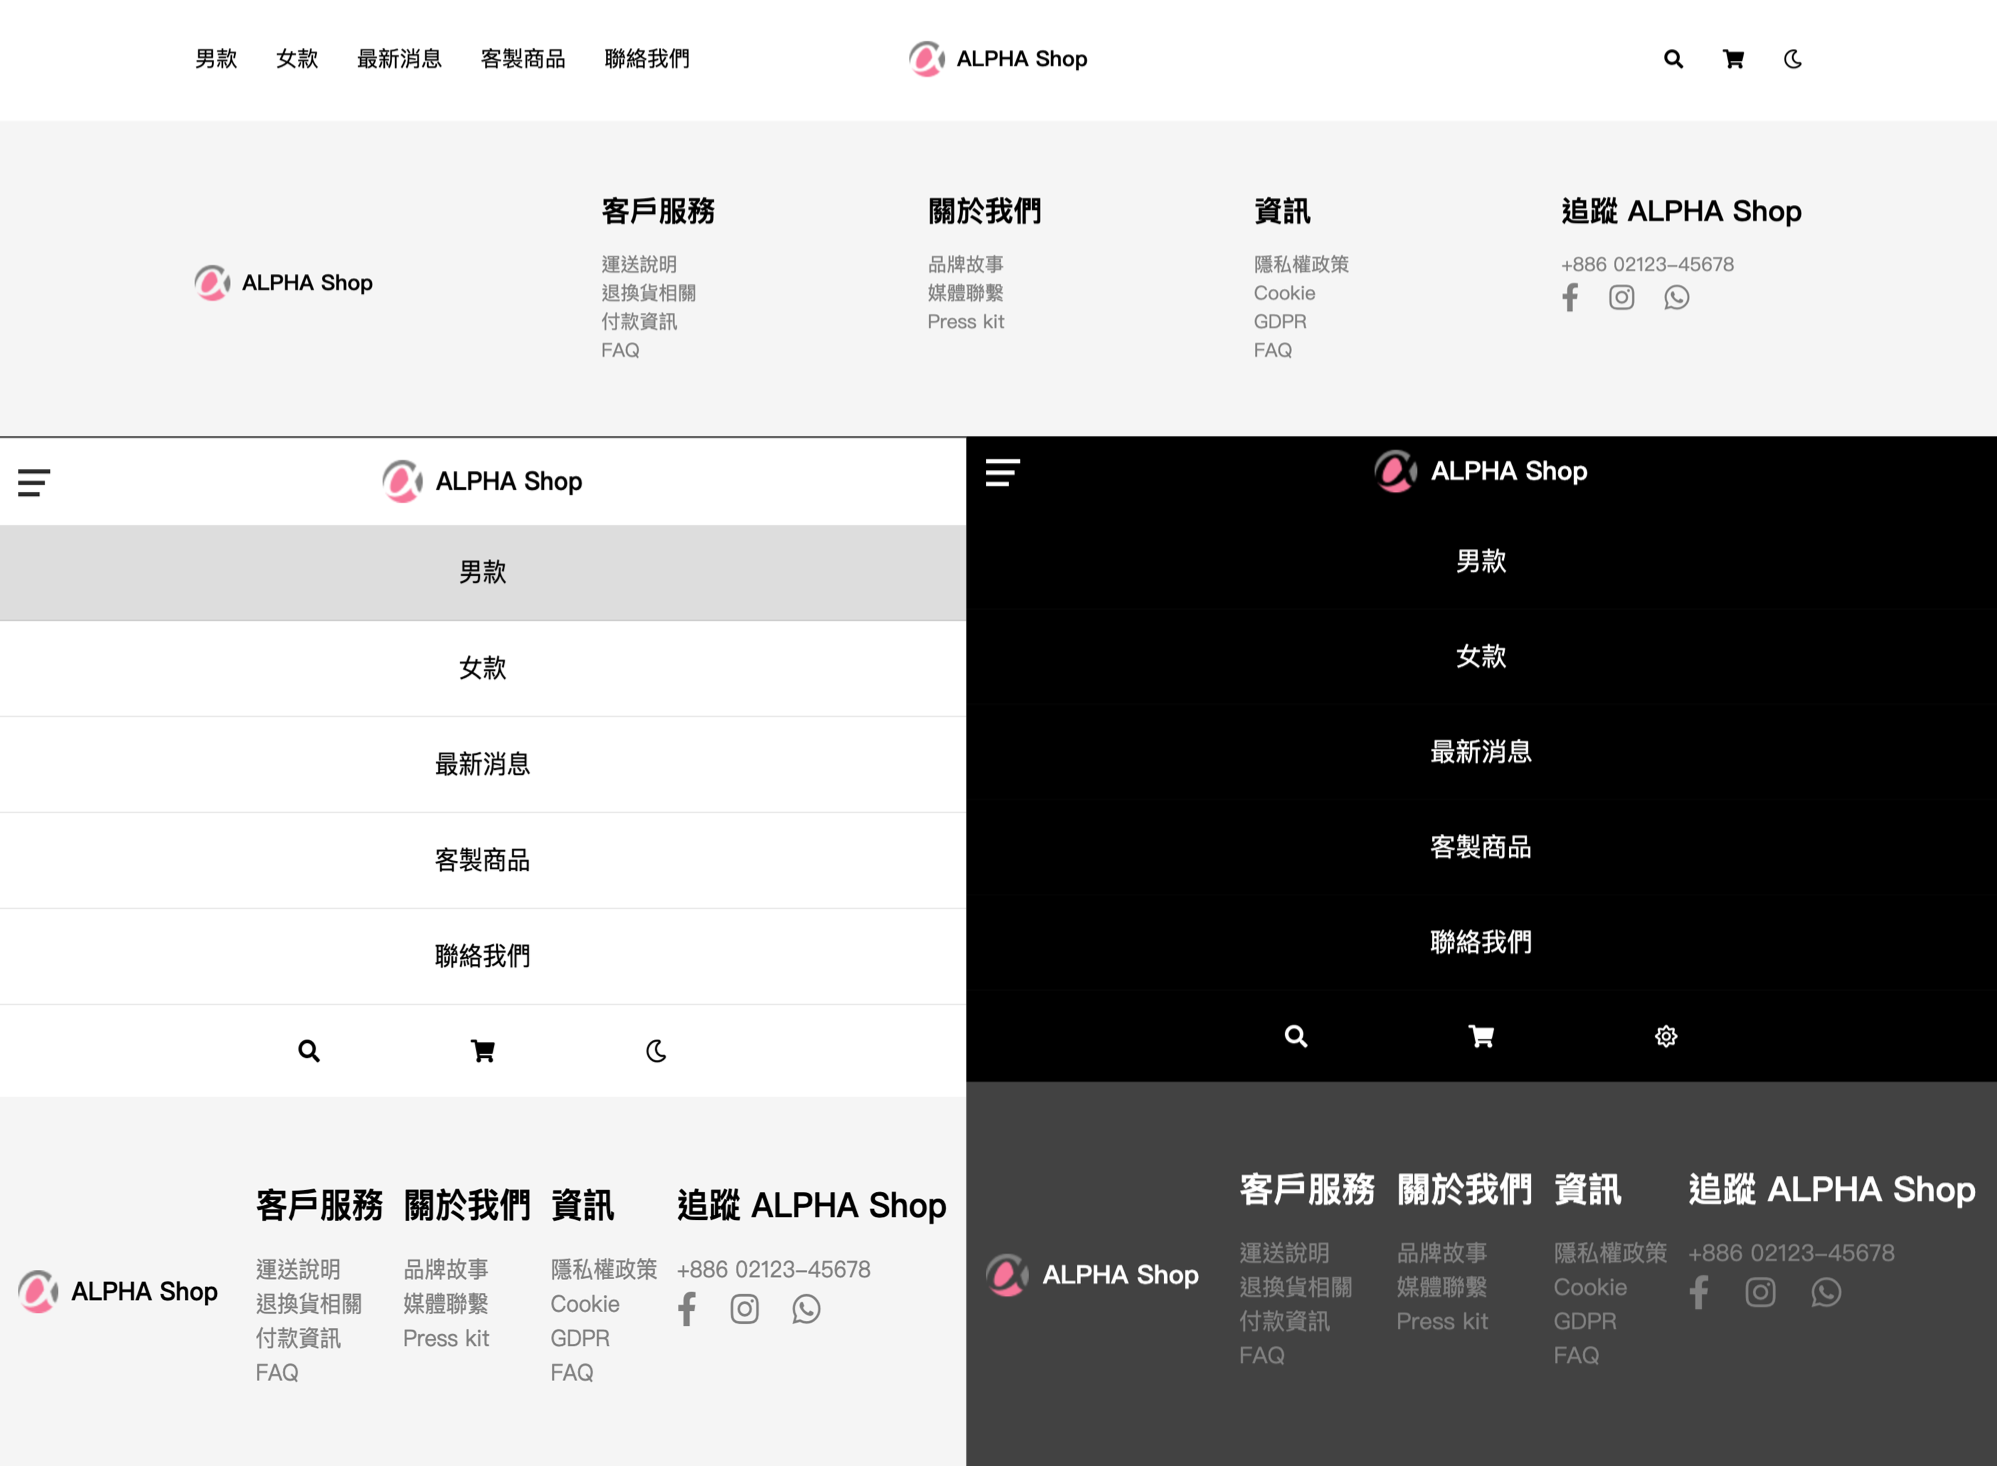 男款 女款 最新消息 客製商品 聯絡我們 ALPHA Shop
ALPHA Shop
客戶服務
運送說明
退換貨相關
付款資訊
FAQ
關於我們
品牌故事
媒體聯繫
Press kit
資訊
隱私權政策
Cookie
GDPR
FAQ
追蹤 ALPHA Shop
+886 02123-45678
ALPHA Shop
男款
女款
最新消息
客製商品
聯絡我們
ALPHA Shop
客戶服務
運送說明
退換貨相關
付款資訊
FAQ
關於我們
品牌故事
媒體聯繫
Press kit
資訊
隱私權政策
Cookie
GDPR
FAQ
追蹤 ALPHA Shop
+886 02123-45678
ALPHA Shop
男款
女款
最新消息
客製商品
聯絡我們
ALPHA Shop
客戶服務
運送說明
退換貨相關
付款資訊
FAQ
關於我們
品牌故事
媒體聯繫
Press kit
資訊
隱私權政策
Cookie
GDPR
FAQ
追蹤 ALPHA Shop
+886 02123-45678